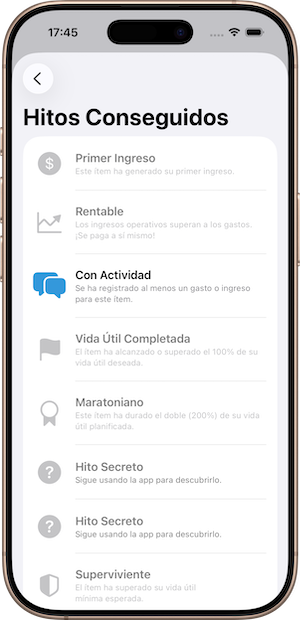 17:45
Hitos Conseguidos
$
Primer Ingreso
Este ítem ha generado su primer ingreso.
Rentable
Los ingresos operativos superan a los gastos.
¡Se paga a sí mismo!
Con Actividad
Se ha registrado al menos un gasto o ingreso
para este ítem.
Vida Útil Completada
El ítem ha alcanzado o superado el 100% de su
vida útil deseada.
Maratoniano
Este ítem ha durado el doble (200%) de su vida
útil planificada.
?
Hito Secreto
Sigue usando la app para descubrirlo.
?
Hito Secreto
Sigue usando la app para descubrirlo.
Superviviente
El ítem ha superado su vida útil
mínima esperada.